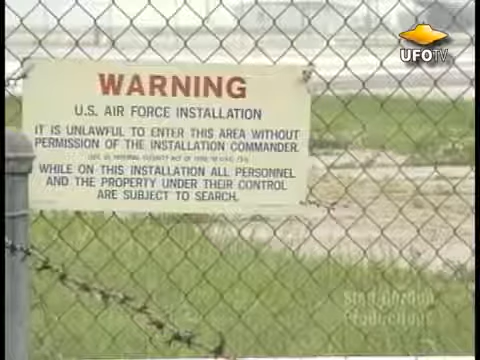 UFOTV
WARNING
U.S. AIR FORCE INSTALLATION
IT IS UNLAWFUL TO ENTER THIS AREA WITHOUT
PERMISSION OF THE INSTALLATION COMMANDER.
WHILE ON THIS INSTALLATION ALL PERSONNEL
AND THE PROPERTY UNDER THEIR CONTROL
ARE SUBJECT TO SEARCH.
Productions